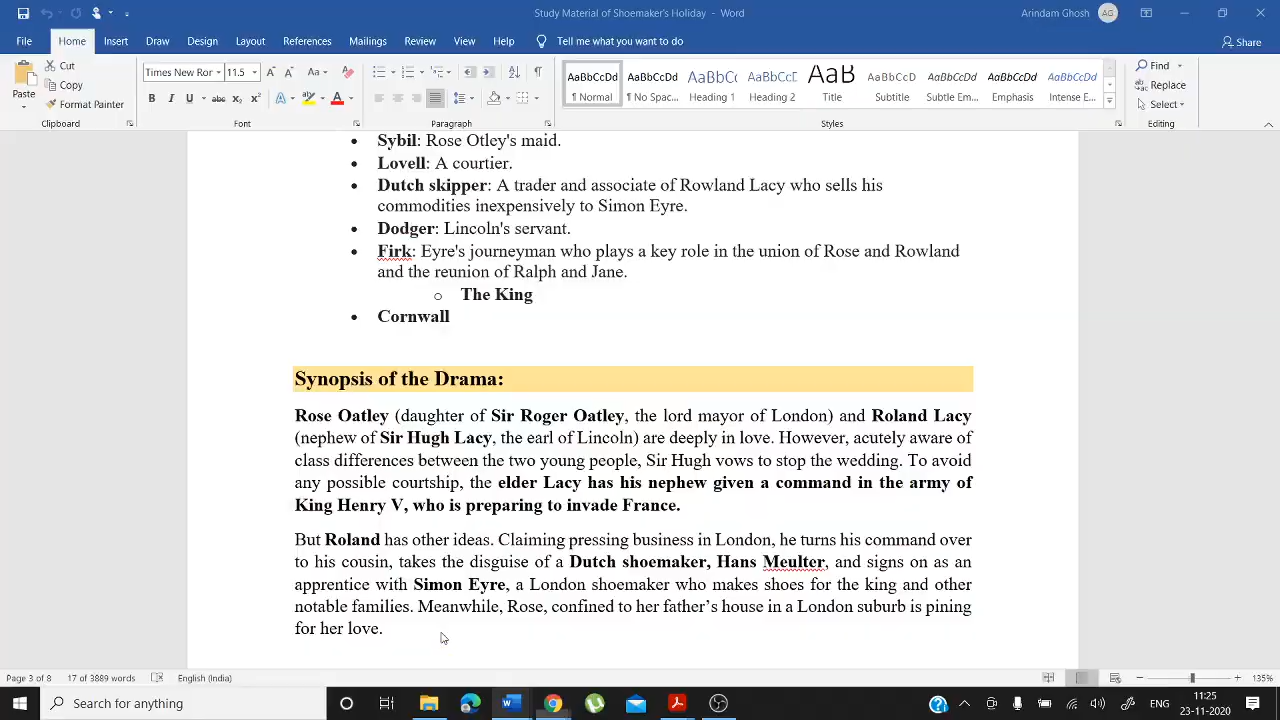 Study Material of Shoemaker's Holiday - Word
Arindam Ghosh AG
File Home Insert Draw Design Layout References Mailings Review View Help Tell me what you want to do Share
Cut
Copy
Format Painter
Paste
Clipboard
Times New Ror 11.5
Font
Paragraph
AaBbCcDd AaBbCcDd AaBbC( AaBbCcD AaB AaBbCcD AaBbCcDd AaBbCcDd AaBbCcDd
¶ Normal ¶ No Spac... Heading 1 Heading 2 Title Subtitle Subtle Em... Emphasis Intense E...
Styles
Find
Replace
Select
Editing
• Sybil: Rose Otley's maid.
• Lovell: A courtier.
• Dutch skipper: A trader and associate of Rowland Lacy who sells his
commodities inexpensively to Simon Eyre.
• Dodger: Lincoln's servant.
• Firk: Eyre's journeyman who plays a key role in the union of Rose and Rowland
and the reunion of Ralph and Jane.
o The King
• Cornwall
Synopsis of the Drama:
Rose Oatley (daughter of Sir Roger Oatley, the lord mayor of London) and Roland Lacy
(nephew of Sir Hugh Lacy, the earl of Lincoln) are deeply in love. However, acutely aware of
class differences between the two young people, Sir Hugh vows to stop the wedding. To avoid
any possible courtship, the elder Lacy has his nephew given a command in the army of
King Henry V, who is preparing to invade France.
But Roland has other ideas. Claiming pressing business in London, he turns his command over
to his cousin, takes the disguise of a Dutch shoemaker, Hans Meulter, and signs on as an
apprentice with Simon Eyre, a London shoemaker who makes shoes for the king and other
notable families. Meanwhile, Rose, confined to her father's house in a London suburb is pining
for her love.
Page 3 of 8 17 of 3889 words English (India) 135%
Search for anything
11:25
23-11-2020